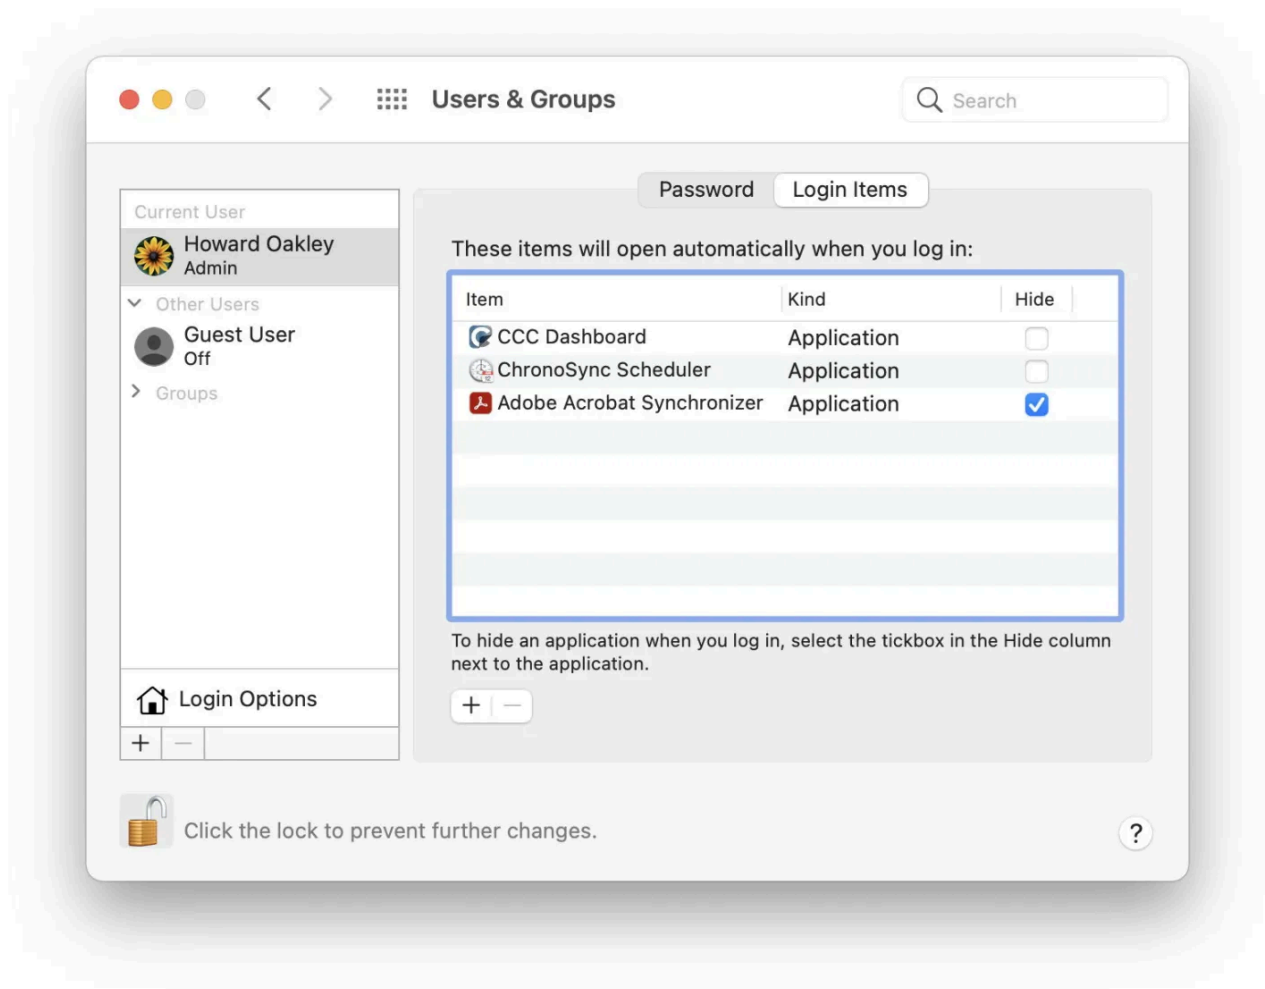 Users & Groups
Search
Current User
Howard Oakley
Admin
Other Users
Guest User
Off
Groups
Login Options
Password
Login Items
These items will open automatically when you log in:
Item Kind Hide
CCC Dashboard Application
ChronoSync Scheduler Application
Adobe Acrobat Synchronizer Application
To hide an application when you log in, select the tickbox in the Hide column
next to the application.
Click the lock to prevent further changes.
?